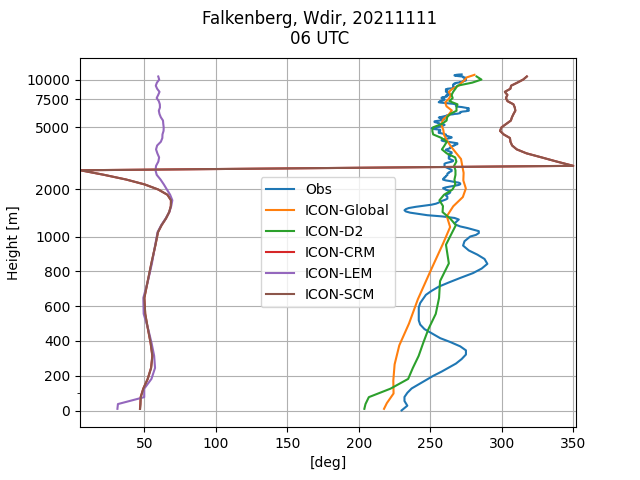 Falkenberg, Wdir, 20211111
06 UTC
Height [m]
10000
7500
5000
2000
1000
800
600
400
200
0
Obs
ICON-Global
ICON-D2
ICON-CRM
ICON-LEM
ICON-SCM
50
100
150
200
250
300
350
[deg]